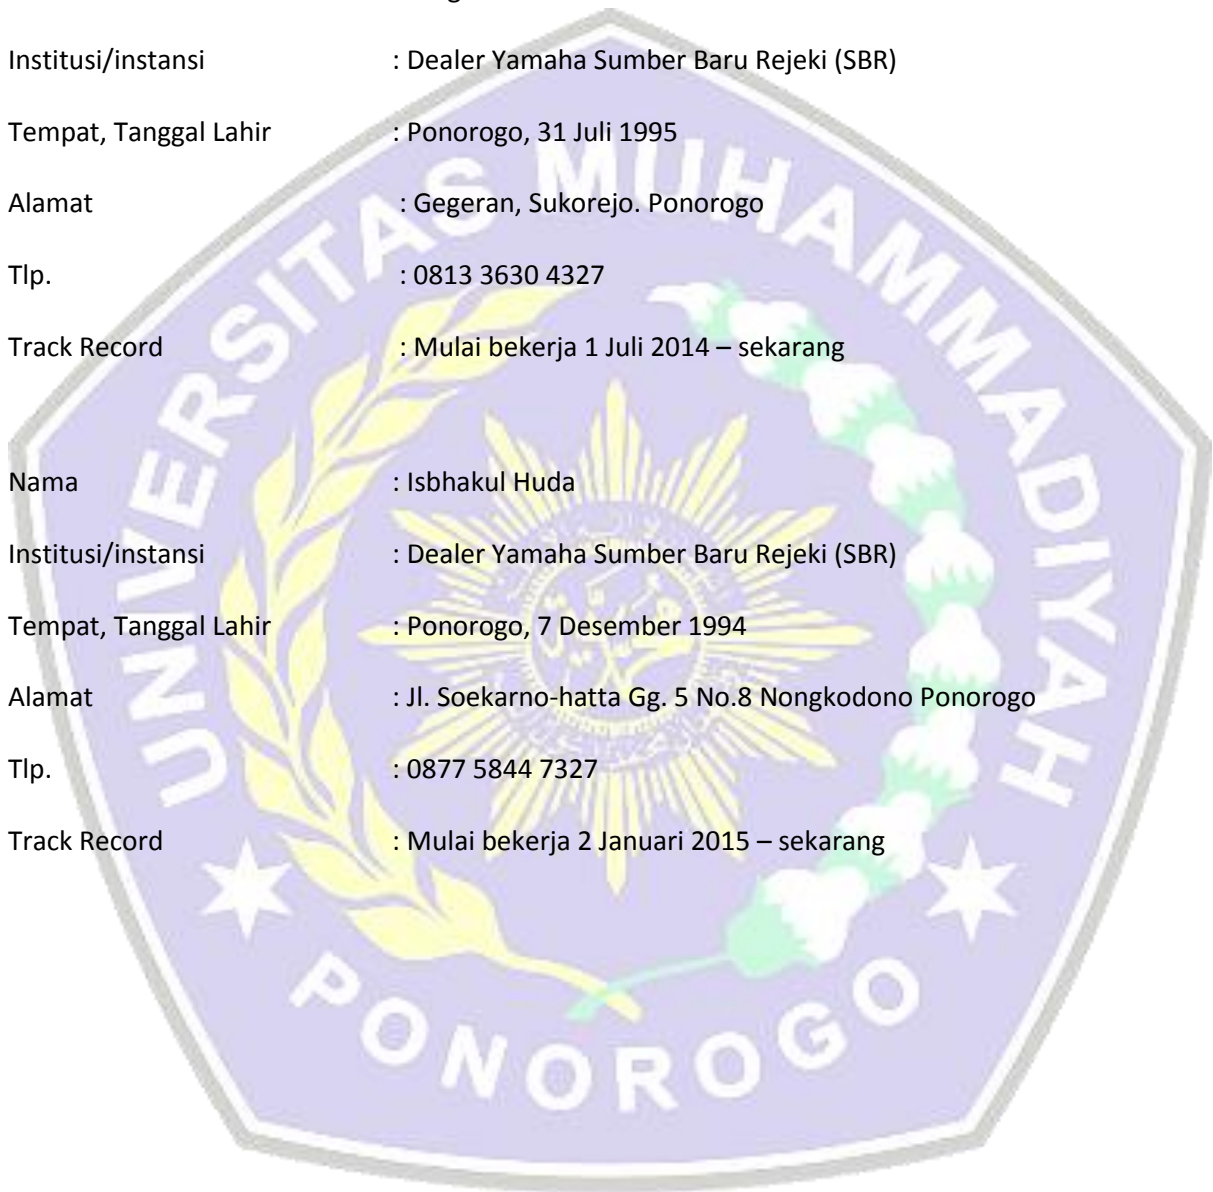 Institusi/instansi : Dealer Yamaha Sumber Baru Rejeki (SBR)
Tempat, Tanggal Lahir : Ponorogo, 31 Juli 1995
Alamat : Gegeran, Sukorejo. Ponorogo
Tlp. : 0813 3630 4327
Track Record : Mulai bekerja 1 Juli 2014 – sekarang
Nama : Isbhakul Huda
Institusi/instansi : Dealer Yamaha Sumber Baru Rejeki (SBR)
Tempat, Tanggal Lahir : Ponorogo, 7 Desember 1994
Alamat : Jl. Soekarno-hatta Gg. 5 No.8 Nongkodono Ponorogo
Tlp. : 0877 5844 7327
Track Record : Mulai bekerja 2 Januari 2015 – sekarang
UNIVERSITAS MUHAMMADIYAH
PONOROGO